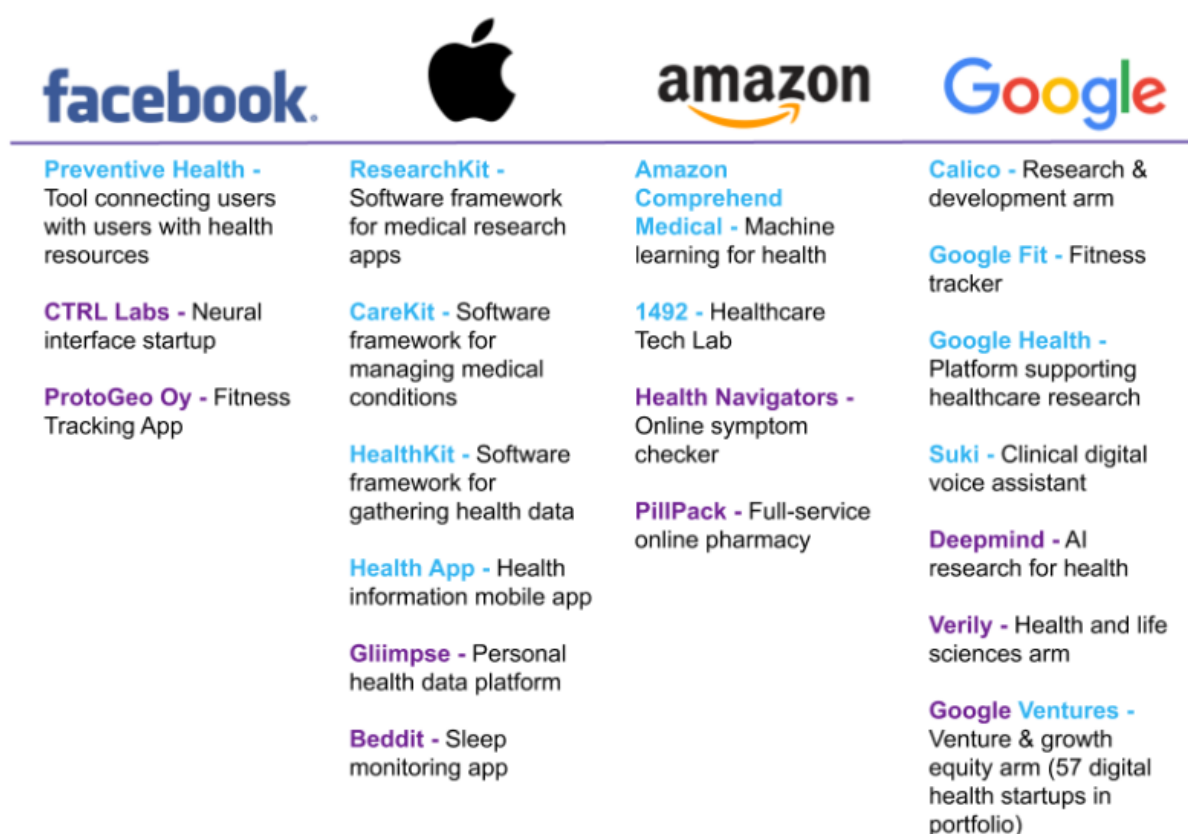 facebook.
Preventive Health -
Tool connecting users
with users with health
resources
CTRL Labs - Neural
interface startup
ProtoGeo Oy - Fitness
Tracking App
ResearchKit -
Software framework
for medical research
apps
CareKit - Software
framework for
managing medical
conditions
HealthKit - Software
framework for
gathering health data
Health App - Health
information mobile app
Gliimpse - Personal
health data platform
Beddit - Sleep
monitoring app
amazon
Amazon
Comprehend
Medical - Machine
learning for health
1492 - Healthcare
Tech Lab
Health Navigators -
Online symptom
checker
PillPack - Full-service
online pharmacy
Google
Calico - Research &
development arm
Google Fit - Fitness
tracker
Google Health -
Platform supporting
healthcare research
Suki - Clinical digital
voice assistant
Deepmind - AI
research for health
Verily - Health and life
sciences arm
Google Ventures -
Venture & growth
equity arm (57 digital
health startups in
portfolio)